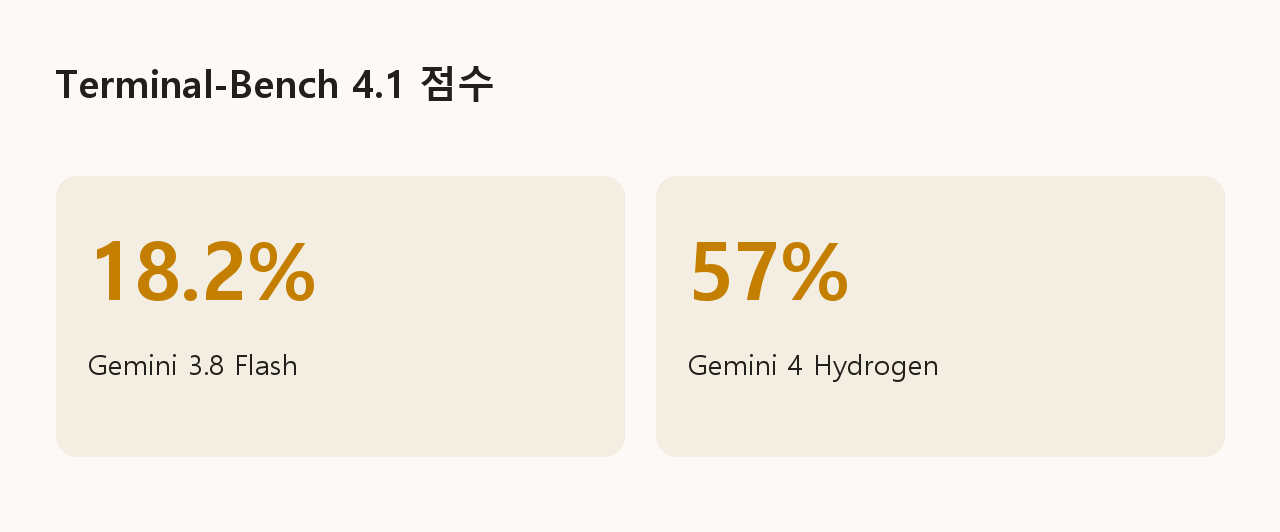 Terminal-Bench 4.1 점수
18.2%
Gemini 3.8 Flash
57%
Gemini 4 Hydrogen